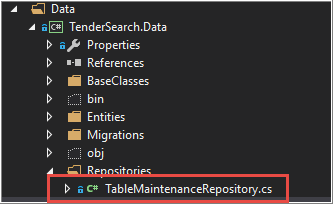 Data
TenderSearch.Data
Properties
References
BaseClasses
bin
Entities
Migrations
obj
Repositories
C# TableMaintenanceRepository.cs